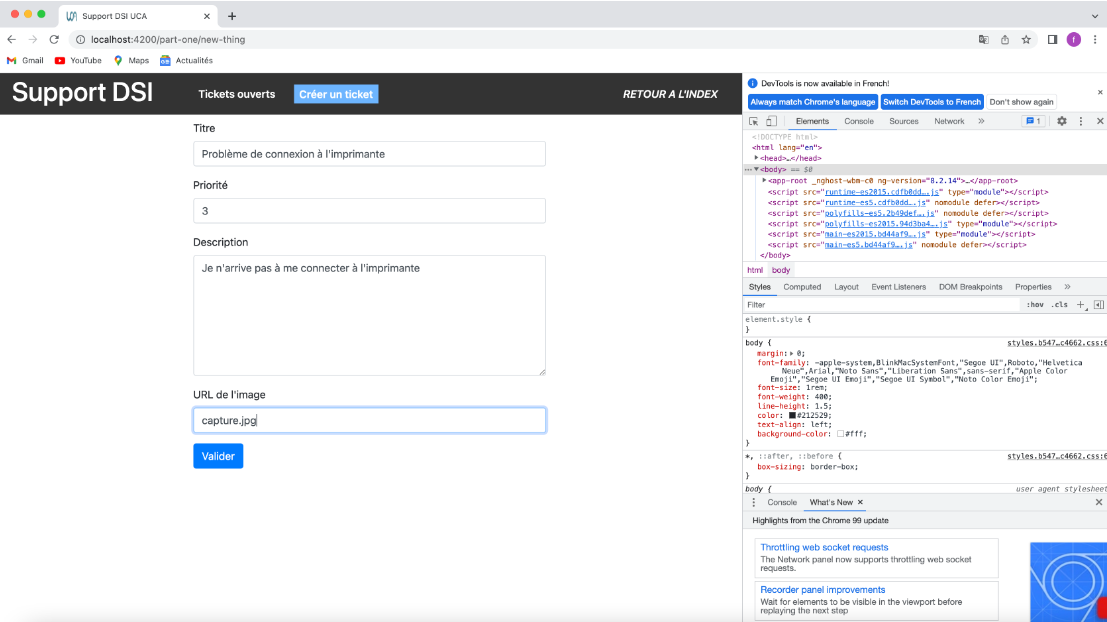 Support DSI UCA
localhost:4200/part-one/new-thing
Gmail YouTube Maps Actualités
Support DSI Tickets ouverts Créer un ticket RETOUR A L'INDEX
Titre
Problème de connexion à l'imprimante
Priorité
3
Description
Je n'arrive pas à me connecter à l'imprimante
URL de l'image
capture.jpg
Valider
DevTools is now available in French!
Always match Chrome's language Switch DevTools to French Don't show again
Elements Console Sources Network » 1
<!DOCTYPE html>
<html lang="en">
<head>…</head>
<body> == $0
<app-root _nghost-wbm-c0 ng-version="8.2.14">…</app-root>
<script src="runtime-es2015.cdfb0dd….js" type="module"></script>
<script src="runtime-es5.cdfb0dd….js" nomodule defer></script>
<script src="polyfills-es5.2b49def….js" nomodule defer></script>
<script src="polyfills-es2015.94d3ba4….js" type="module"></script>
<script src="main-es2015.bd44af9….js" type="module"></script>
<script src="main-es5.bd44af9….js" nomodule defer></script>
</body>
html body
Styles Computed Layout Event Listeners DOM Breakpoints Properties »
Filter :hov .cls +
element.style {
}
body { styles.b547…c4662.css:6
margin: 0;
font-family: -apple-system,BlinkMacSystemFont,"Segoe UI",Roboto,"Helvetica
Neue",Arial,"Noto Sans","Liberation Sans",sans-serif,"Apple Color
Emoji","Segoe UI Emoji","Segoe UI Symbol","Noto Color Emoji";
font-size: 1rem;
font-weight: 400;
line-height: 1.5;
color: #212529;
text-align: left;
background-color: #fff;
}
*, ::after, ::before { styles.b547…c4662.css:6
box-sizing: border-box;
}
body { user agent stylesheet
Console What's New
Highlights from the Chrome 99 update
Throttling web socket requests
The Network panel now supports throttling web socket
requests.
Recorder panel improvements
Wait for elements to be visible in the viewport before
replaying the next step